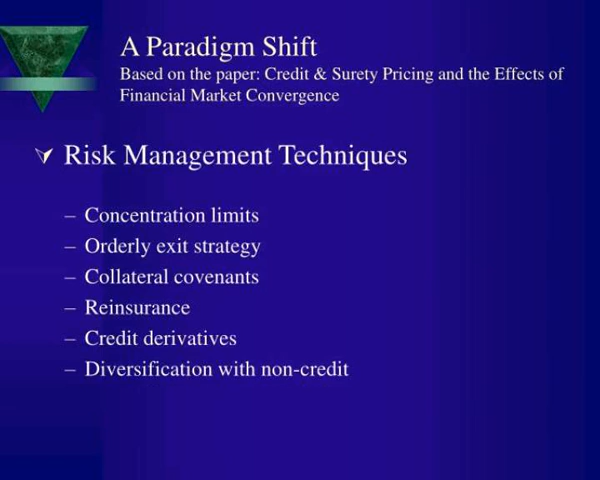 A Paradigm Shift
Based on the paper: Credit & Surety Pricing and the Effects of
Financial Market Convergence
Risk Management Techniques
– Concentration limits
– Orderly exit strategy
– Collateral covenants
– Reinsurance
– Credit derivatives
– Diversification with non-credit